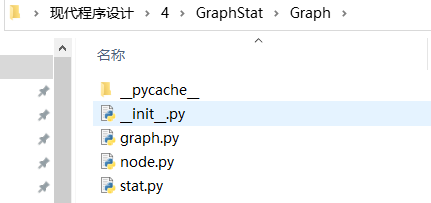 现代程序设计 > 4 > GraphStat > Graph >
名称
__pycache__
__init__.py
graph.py
node.py
stat.py